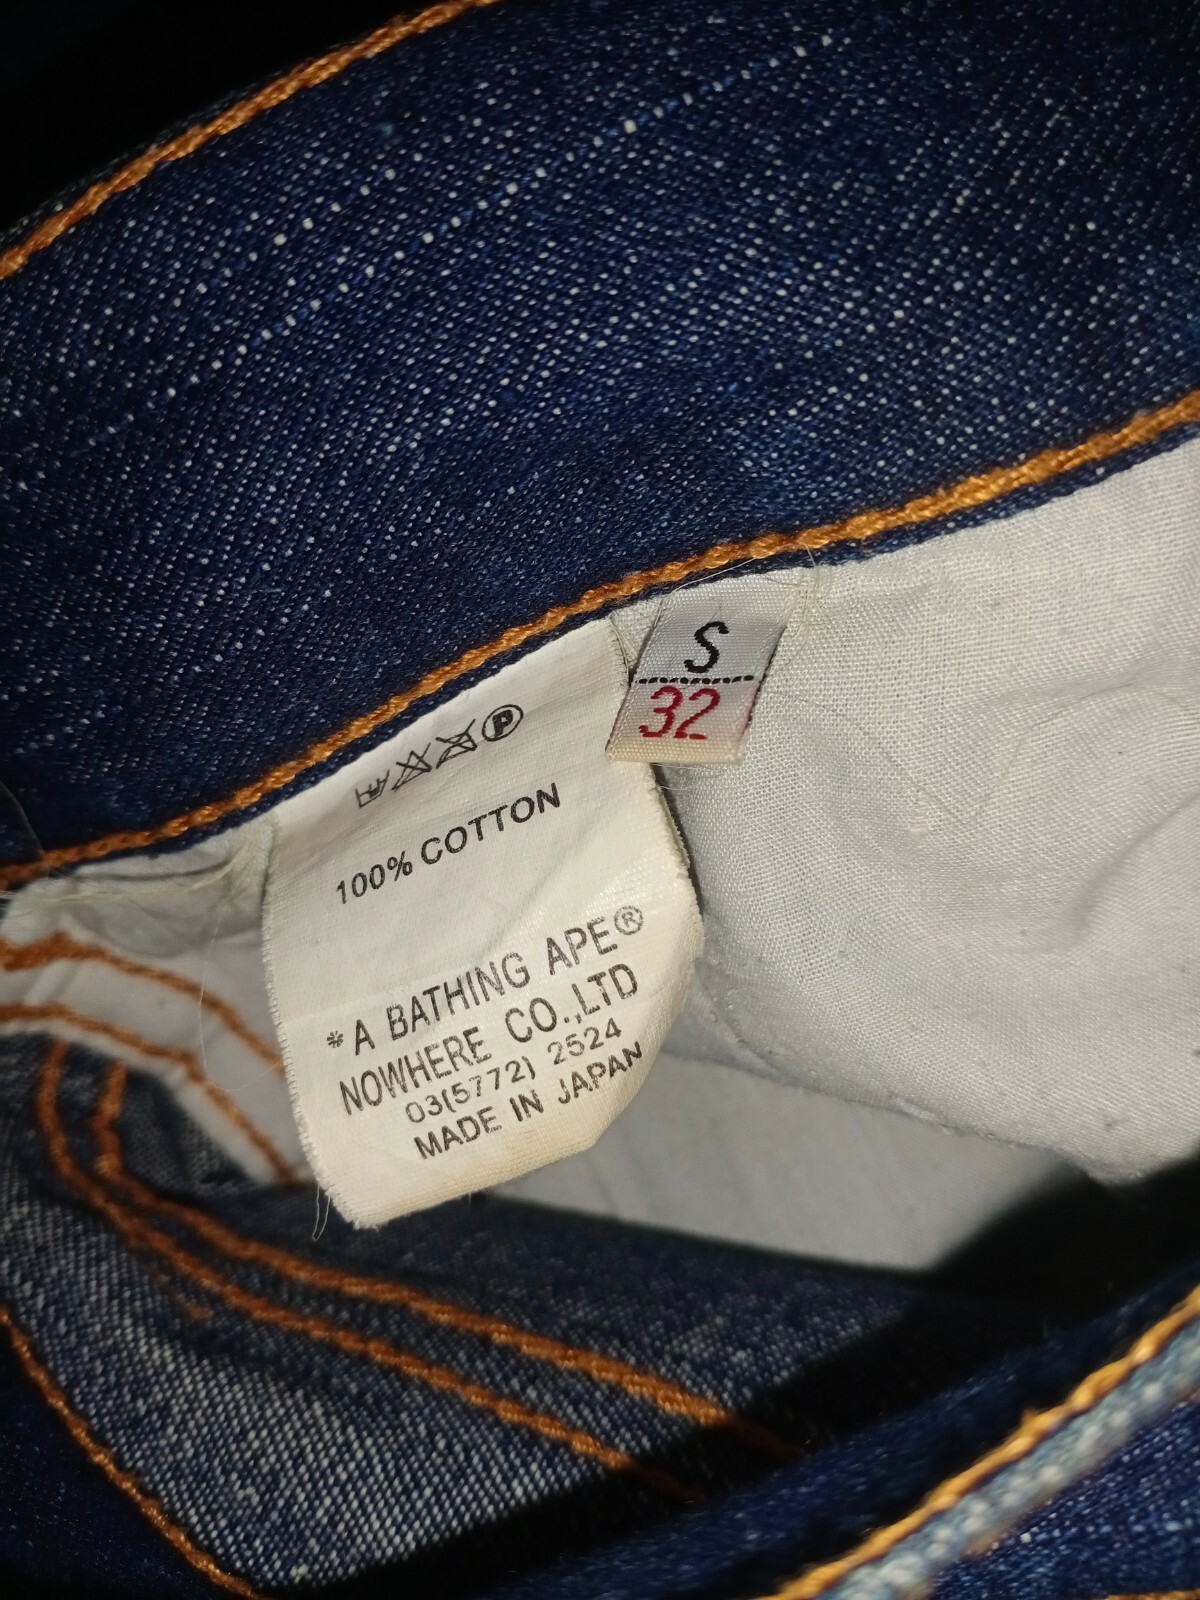 S
32
P
100% COTTON
*A BATHING APE®
NOWHERE CO.,LTD
03(5772) 2524
MADE IN JAPAN